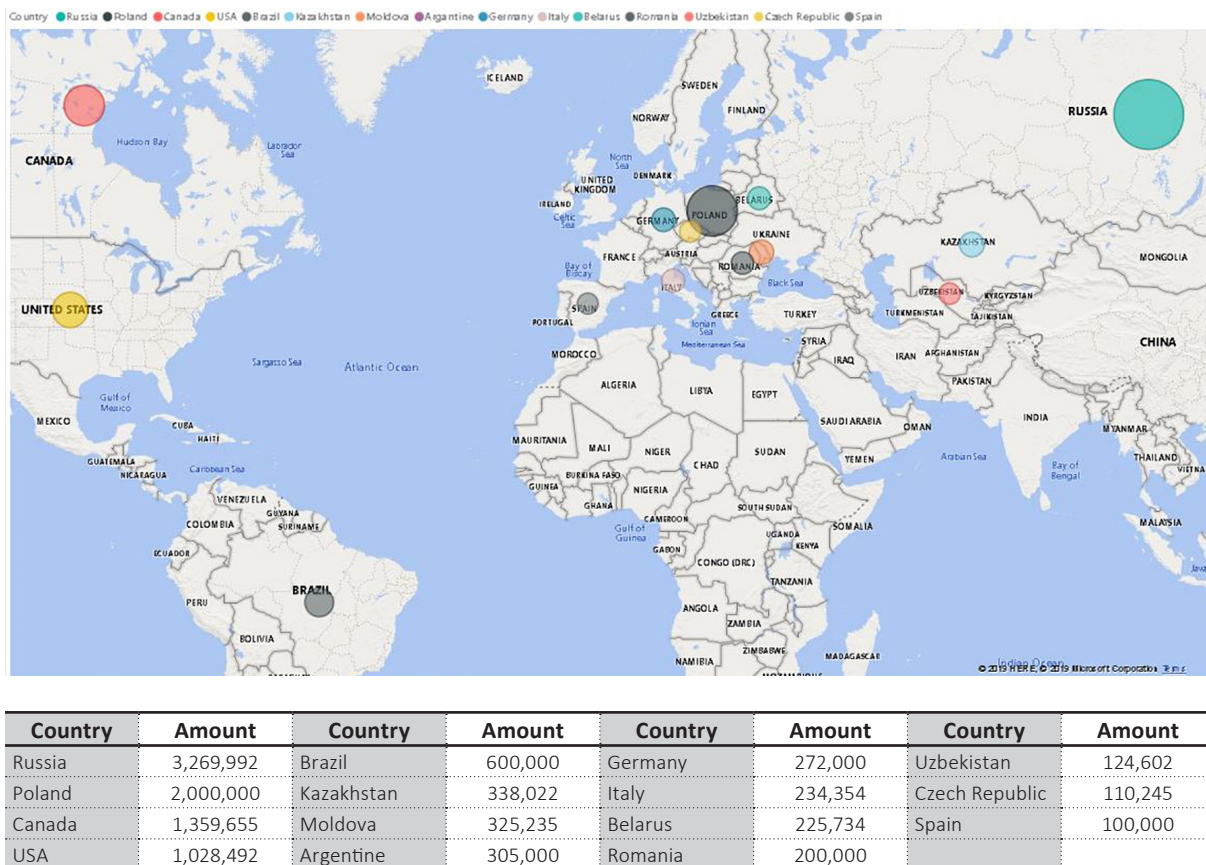 Country Russia Poland Canada USA Brazil Kazakhstan Moldova Argantine Germany Italy Belarus Romania Uzbekistan Czech Republic Spain
ICELAND
SWEDEN
FINLAND
RUSSIA
NORWAY
Hudson Bay
Labrador
Sea
CANADA
North
Sea
DENMARK
UNITED
KINGDOM
IRELAND
BELARUS
Celtic
Sea
GERMANY
POLAND
UKRAINE
KAZAKHSTAN
FRANCE
AUSTRIA
MONGOLIA
Bay of
Biscay
ROMANIA
ITALY
Black Sea
UZBEKISTAN
KYRGYZSTAN
UNITED STATES
SPAIN
PORTUGAL
GREECE
TURKEY
TURKMENISTAN
TAJIKISTAN
Ionian
Sea
Mediterranean Sea
SYRIA
CHINA
MOROCCO
IRAQ
IRAN
AFGHANISTAN
Sargasso Sea
Atlantic Ocean
ALGERIA
LIBYA
EGYPT
PAKISTAN
Gulf of
Mexico
MEXICO
CUBA
HAITI
SAUDI ARABIA
OMAN
INDIA
MYANMAR
MAURITANIA
MALI
NIGER
CHAD
SUDAN
YEMEN
Arabian Sea
Bay of
Bengal
THAILAND
VIETNA
GUATEMALA
NICARAGUA
Caribbean Sea
GUINEA
BURKINA FASO
NIGERIA
VENEZUELA
GUYANA
SURINAME
COLOMBIA
GHANA
CAMEROON
SOUTH SUDAN
Gulf of
Guinea
UGANDA
SOMALIA
MALAYSIA
ECUADOR
GABON
CONGO (DRC)
KENYA
Java
TANZANIA
BRAZIL
PERU
ANGOLA
ZAMBIA
BOLIVIA
ZIMBABWE
MADAGASCAR
NAMIBIA
Indian Ocean
© 2019 HERE, © 2019 Microsoft Corporation Terms
Country Amount Country Amount Country Amount Country Amount
Russia 3,269,992 Brazil 600,000 Germany 272,000 Uzbekistan 124,602
Poland 2,000,000 Kazakhstan 338,022 Italy 234,354 Czech Republic 110,245
Canada 1,359,655 Moldova 325,235 Belarus 225,734 Spain 100,000
USA 1,028,492 Argentine 305,000 Romania 200,000